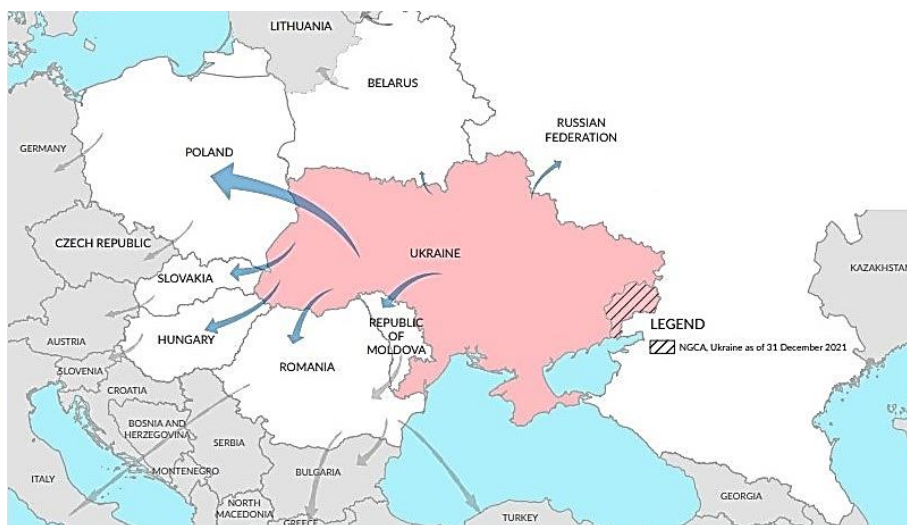 LITHUANIA
BELARUS
RUSSIAN
FEDERATION
GERMANY
POLAND
CZECH REPUBLIC
UKRAINE
SLOVAKIA
KAZAKHSTAN
AUSTRIA
HUNGARY
REPUBLIC
OF
MOLDOVA
LEGEND
NGCA, Ukraine as of 31 December 2021
ROMANIA
SLOVENIA
CROATIA
BOSNIA AND
HERZEGOVINA
SERBIA
ITALY
MONTENEGRO
BULGARIA
GEORGIA
NORTH
MACEDONIA
GREECE
TURKEY